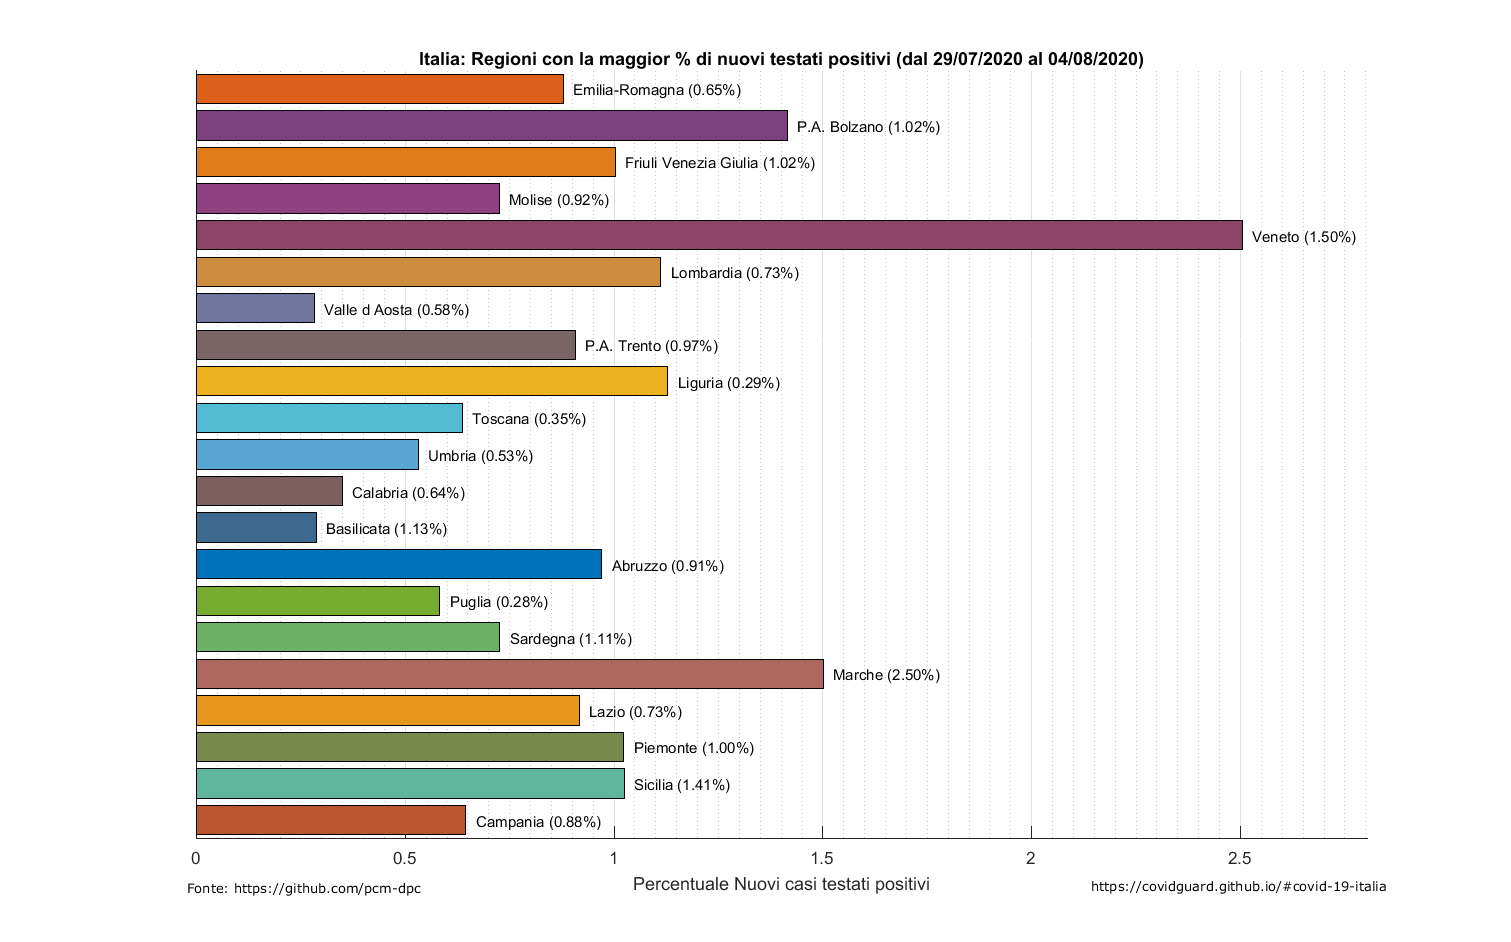 Italia: Regioni con la maggior % di nuovi testati positivi (dal 29/07/2020 al 04/08/2020)
Emilia-Romagna (0.65%)
P.A. Bolzano (1.02%)
Friuli Venezia Giulia (1.02%)
Molise (0.92%)
Veneto (1.50%)
Lombardia (0.73%)
Valle d Aosta (0.58%)
P.A. Trento (0.97%)
Liguria (0.29%)
Toscana (0.35%)
Umbria (0.53%)
Calabria (0.64%)
Basilicata (1.13%)
Abruzzo (0.91%)
Puglia (0.28%)
Sardegna (1.11%)
Marche (2.50%)
Lazio (0.73%)
Piemonte (1.00%)
Sicilia (1.41%)
Campania (0.88%)
0 0.5 1 1.5 2 2.5
Percentuale Nuovi casi testati positivi
Fonte: https://github.com/pcm-dpc
https://covidguard.github.io/#covid-19-italia